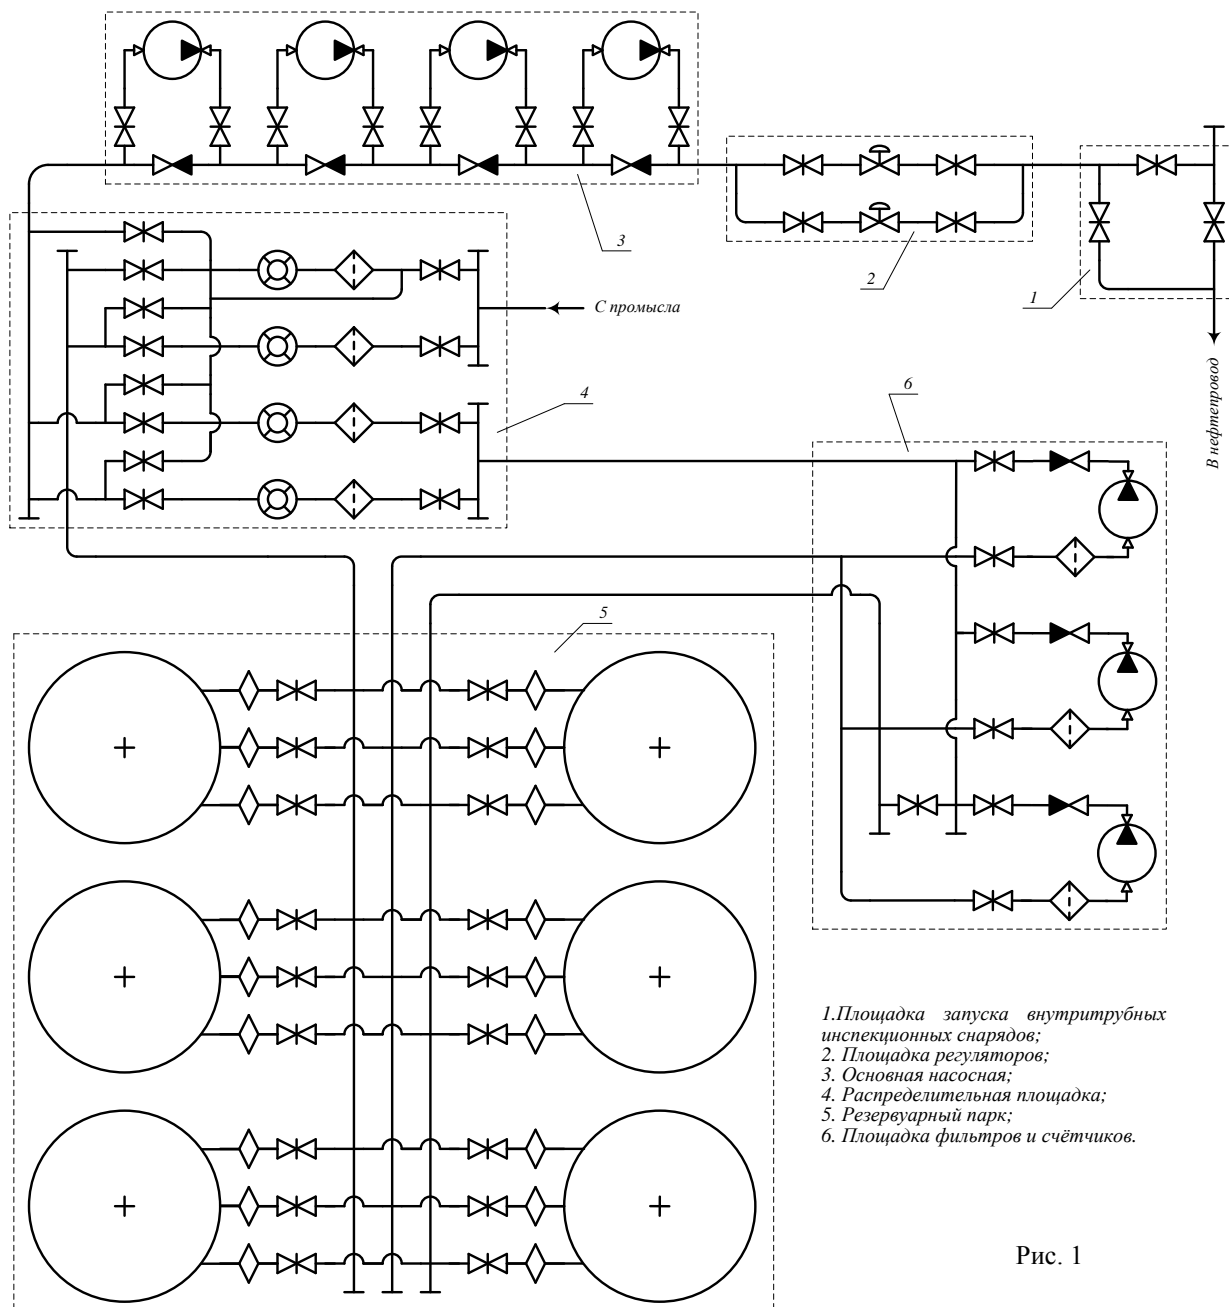 3
2
1
С промысла
4
6
В нефтепровод
5
1.Площадка запуска внутритрубных
инспекционных снарядов;
2. Площадка регуляторов;
3. Основная насосная;
4. Распределительная площадка;
5. Резервуарный парк;
6. Площадка фильтров и счётчиков.
Рис. 1